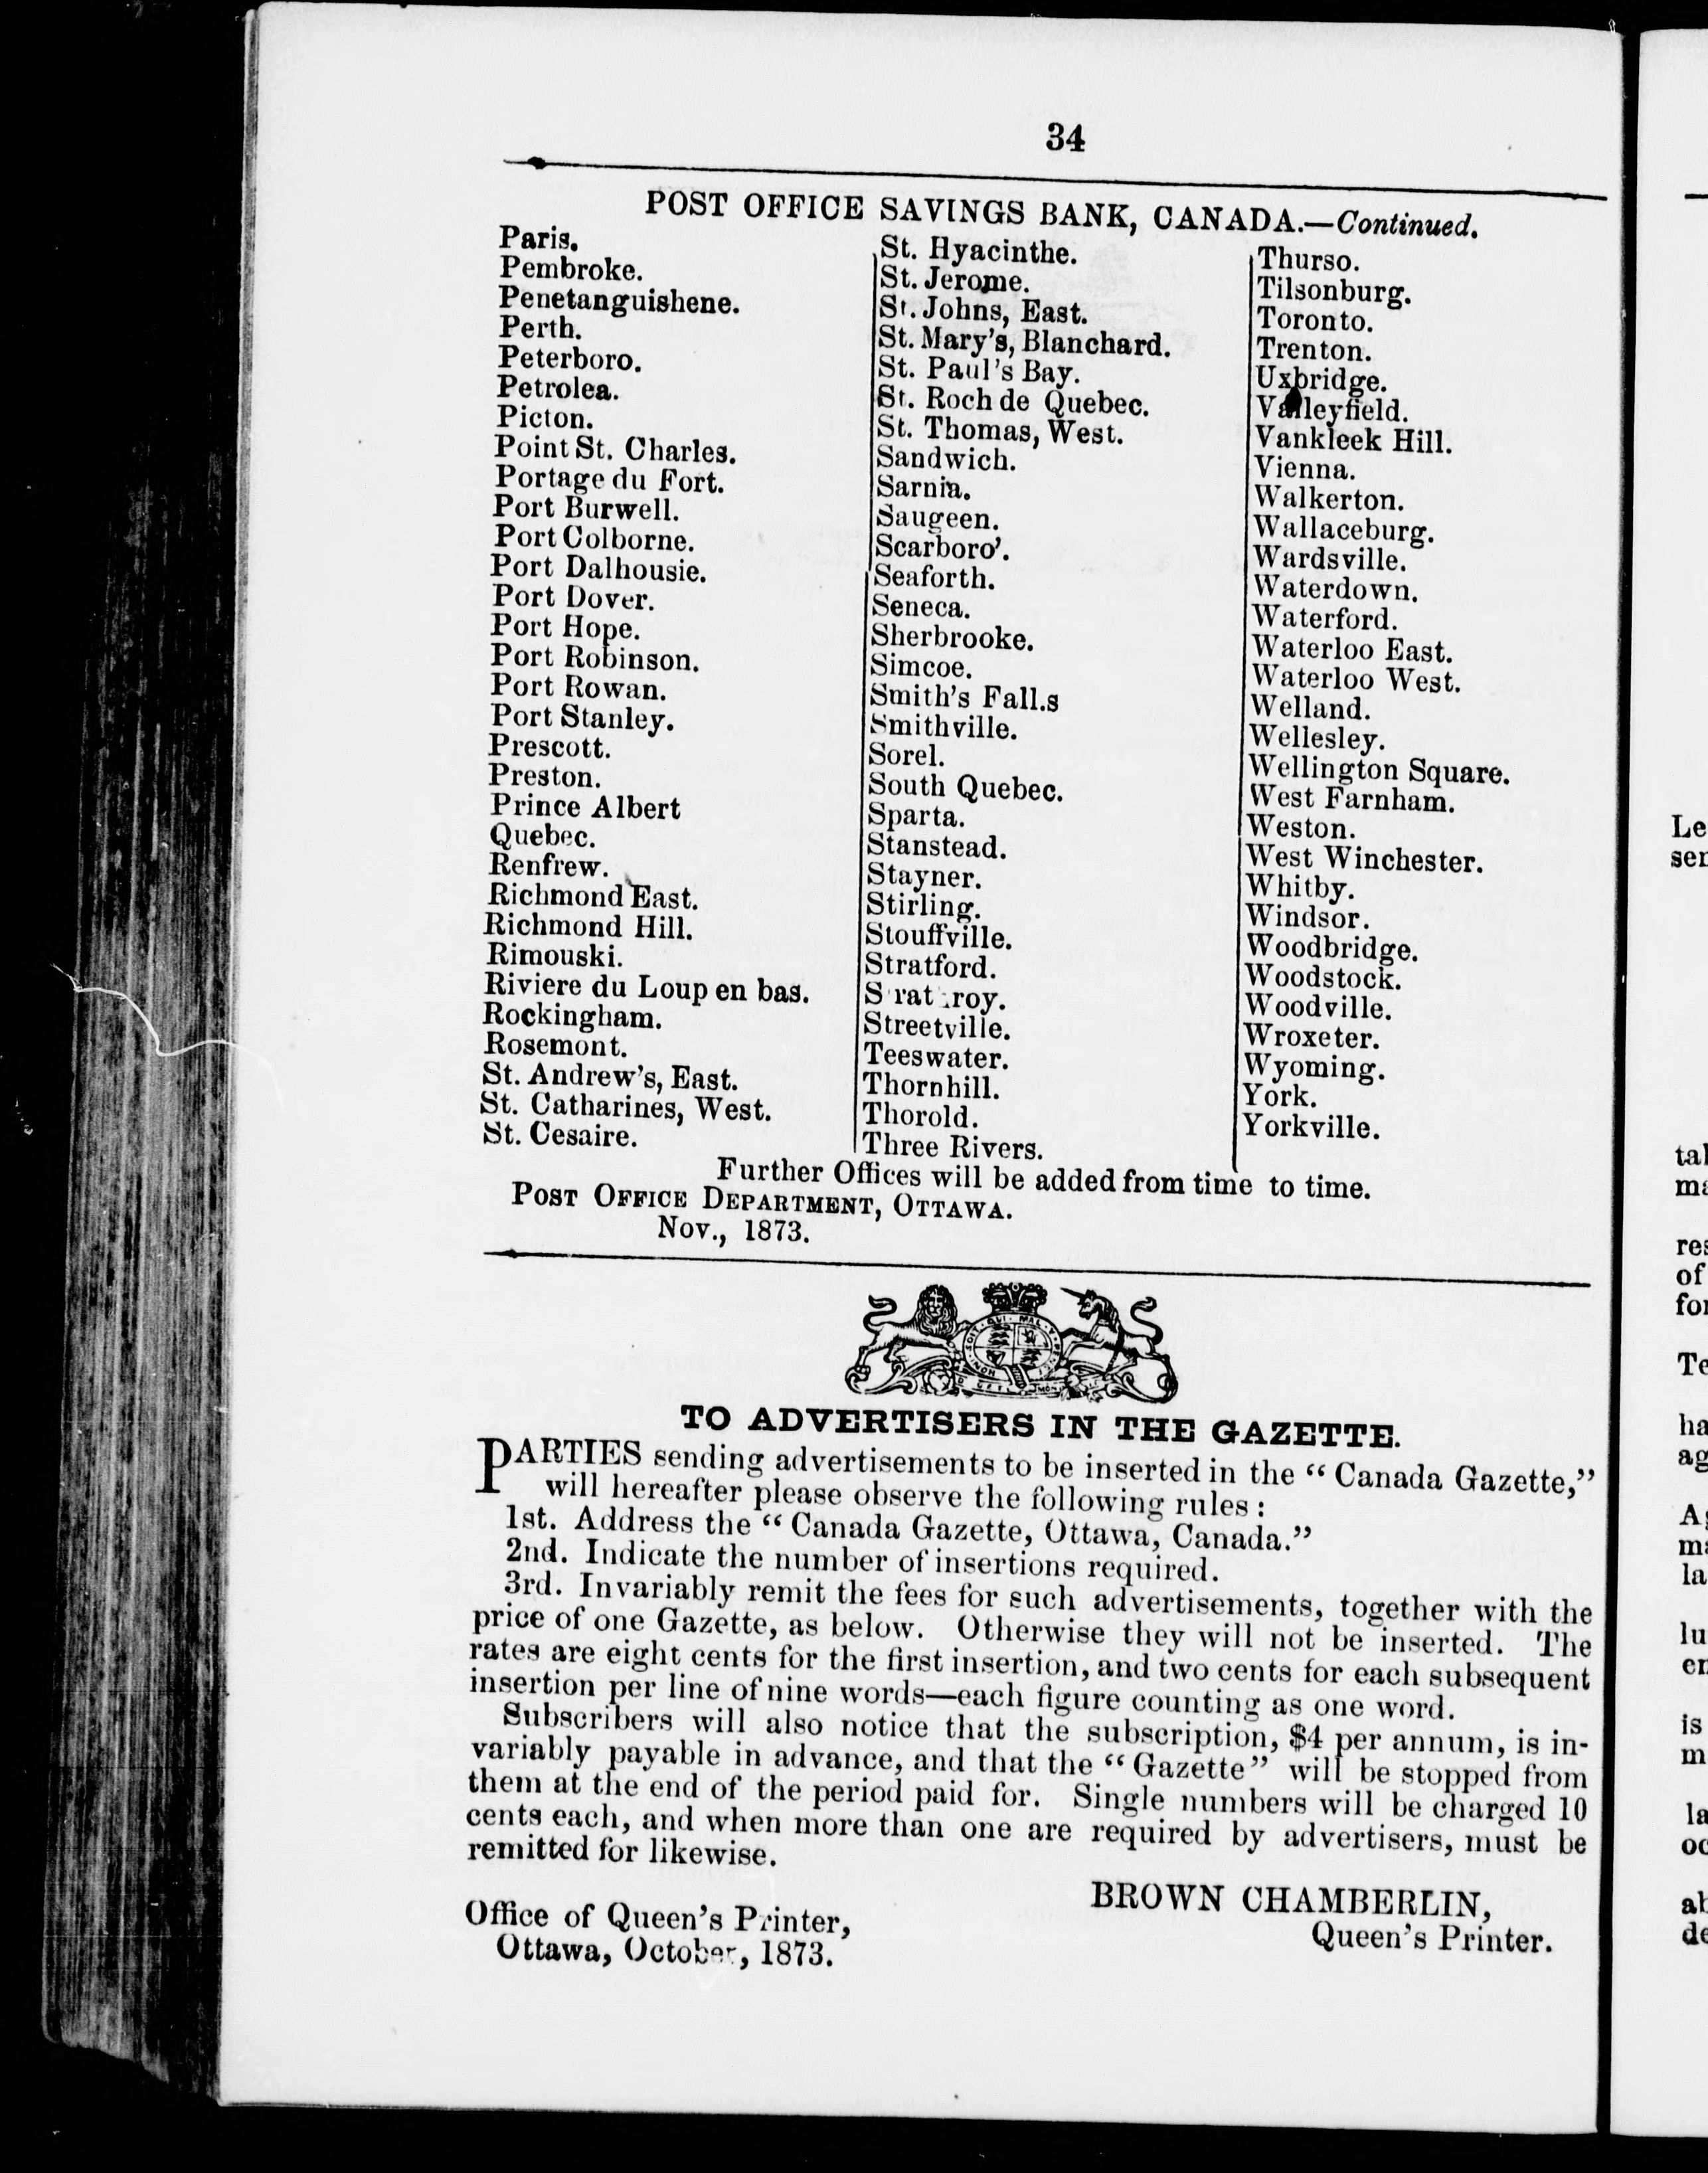 34
POST OFFICE SAVINGS BANK, CANADA.—Continued.
Paris.
Pembroke.
Penetanguishene.
Perth.
Peterboro.
Petrolea.
Picton.
Point St. Charles.
Portage du Fort.
Port Burwell.
Port Colborne.
Port Dalhousie.
Port Dover.
Port Hope.
Port Robinson.
Port Rowan.
Port Stanley.
Prescott.
Preston.
Prince Albert
Quebec.
Renfrew.
Richmond East.
Richmond Hill.
Rimouski.
Riviere du Loup en bas.
Rockingham.
Rosemont.
St. Andrew's, East.
St. Catharines, West.
St. Cesaire.
St. Hyacinthe.
St. Jerome.
St. Johns, East.
St. Mary's, Blanchard.
St. Paul's Bay.
St. Roch de Quebec.
St. Thomas, West.
Sandwich.
Sarnia.
Saugeen.
Scarboro'.
Seaforth.
Seneca.
Sherbrooke.
Simcoe.
Smith's Fall.s
Smithville.
Sorel.
South Quebec.
Sparta.
Stanstead.
Stayner.
Stirling.
Stouffville.
Stratford.
S rat roy.
Streetville.
Teeswater.
Thornhill.
Thorold.
Three Rivers.
Thurso.
Tilsonburg.
Toronto.
Trenton.
Uxbridge.
Valleyfield.
Vankleek Hill.
Vienna.
Walkerton.
Wallaceburg.
Wardsville.
Waterdown.
Waterford.
Waterloo East.
Waterloo West.
Welland.
Wellesley.
Wellington Square.
West Farnham.
Weston.
West Winchester.
Whitby.
Windsor.
Woodbridge.
Woodstock.
Woodville.
Wroxeter.
Wyoming.
York.
Yorkville.
Further Offices will be added from time to time.
POST OFFICE DEPARTMENT, OTTAWA.
Nov., 1873.
TO ADVERTISERS IN THE GAZETTE.
PARTIES sending advertisements to be inserted in the “ Canada Gazette,”
will hereafter please observe the following rules :
1st. Address the “ Canada Gazette, Ottawa, Canada.”
2nd. Indicate the number of insertions required.
3rd. Invariably remit the fees for such advertisements, together with the
price of one Gazette, as below. Otherwise they will not be inserted. The
rates are eight cents for the first insertion, and two cents for each subsequent
insertion per line of nine words—each figure counting as one word.
Subscribers will also notice that the subscription, $4 per annum, is in-
variably payable in advance, and that the “ Gazette” will be stopped from
them at the end of the period paid for. Single numbers will be charged 10
cents each, and when more than one are required by advertisers, must be
remitted for likewise.
BROWN CHAMBERLIN,
Queen's Printer.
Office of Queen's Printer,
Ottawa, October, 1873.